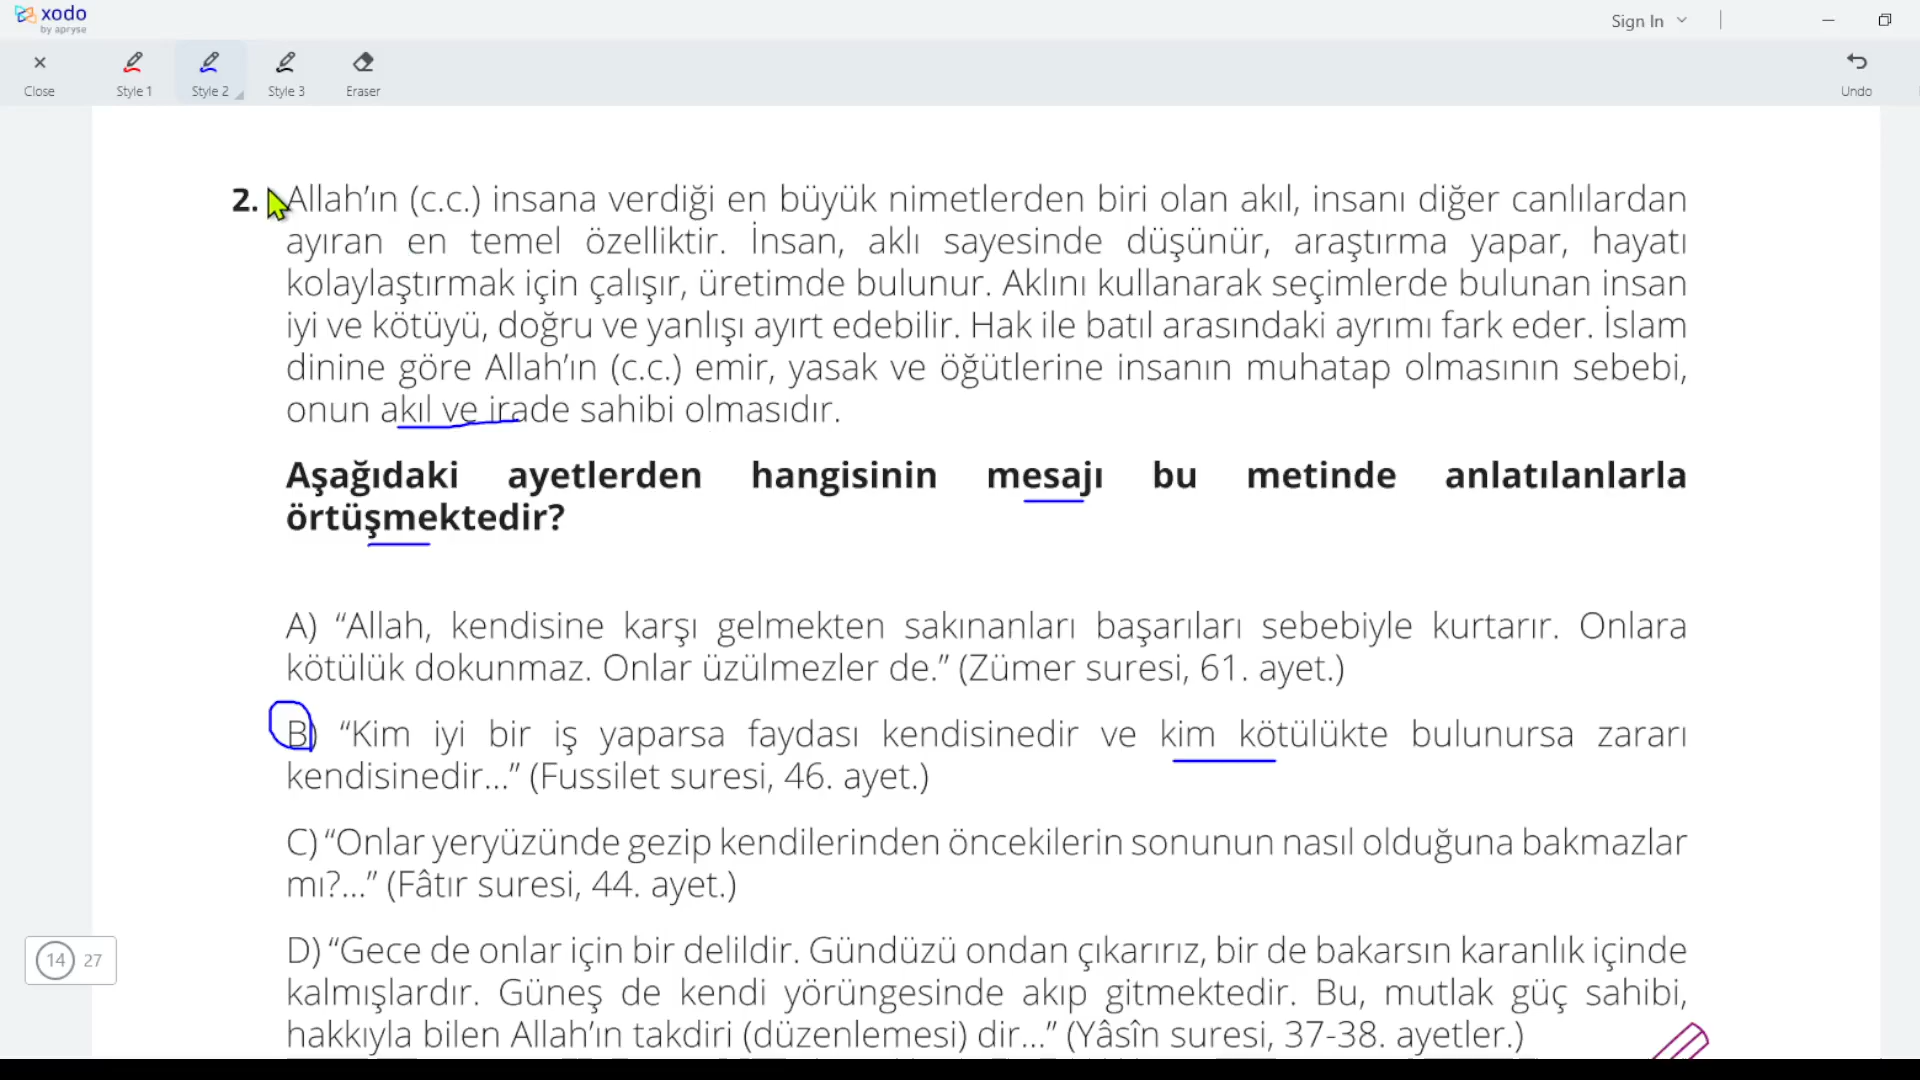 xodo
by apryse
Sign In
Close
Style 1
Style 2
Style 3
Eraser
Undo
2. Allah’ın (c.c.) insana verdiği en büyük nimetlerden biri olan akıl, insanı diğer canlılardan
ayıran en temel özelliktir. İnsan, aklı sayesinde düşünür, araştırma yapar, hayatı
kolaylaştırmak için çalışır, üretimde bulunur. Aklını kullanarak seçimlerde bulunan insan
iyi ve kötüyü, doğru ve yanlışı ayırt edebilir. Hak ile batıl arasındaki ayrımı fark eder. İslam
dinine göre Allah’ın (c.c.) emir, yasak ve öğütlerine insanın muhatap olmasının sebebi,
onun akıl ve irade sahibi olmasıdır.
Aşağıdaki ayetlerden hangisinin mesajı bu metinde anlatılanlarla
örtüşmektedir?
A) “Allah, kendisine karşı gelmekten sakınanları başarıları sebebiyle kurtarır. Onlara
kötülük dokunmaz. Onlar üzülmezler de.” (Zümer suresi, 61. ayet.)
B) “Kim iyi bir iş yaparsa faydası kendisinedir ve kim kötülükte bulunursa zararı
kendisinedir...” (Fussilet suresi, 46. ayet.)
C) “Onlar yeryüzünde gezip kendilerinden öncekilerin sonunun nasıl olduğuna bakmazlar
mı?...” (Fâtır suresi, 44. ayet.)
D) “Gece de onlar için bir delildir. Gündüzü ondan çıkarırız, bir de bakarsın karanlık içinde
kalmışlardır. Güneş de kendi yörüngesinde akıp gitmektedir. Bu, mutlak güç sahibi,
hakkıyla bilen Allah’ın takdiri (düzenlemesi) dir...” (Yâsîn suresi, 37-38. ayetler.)
14 27